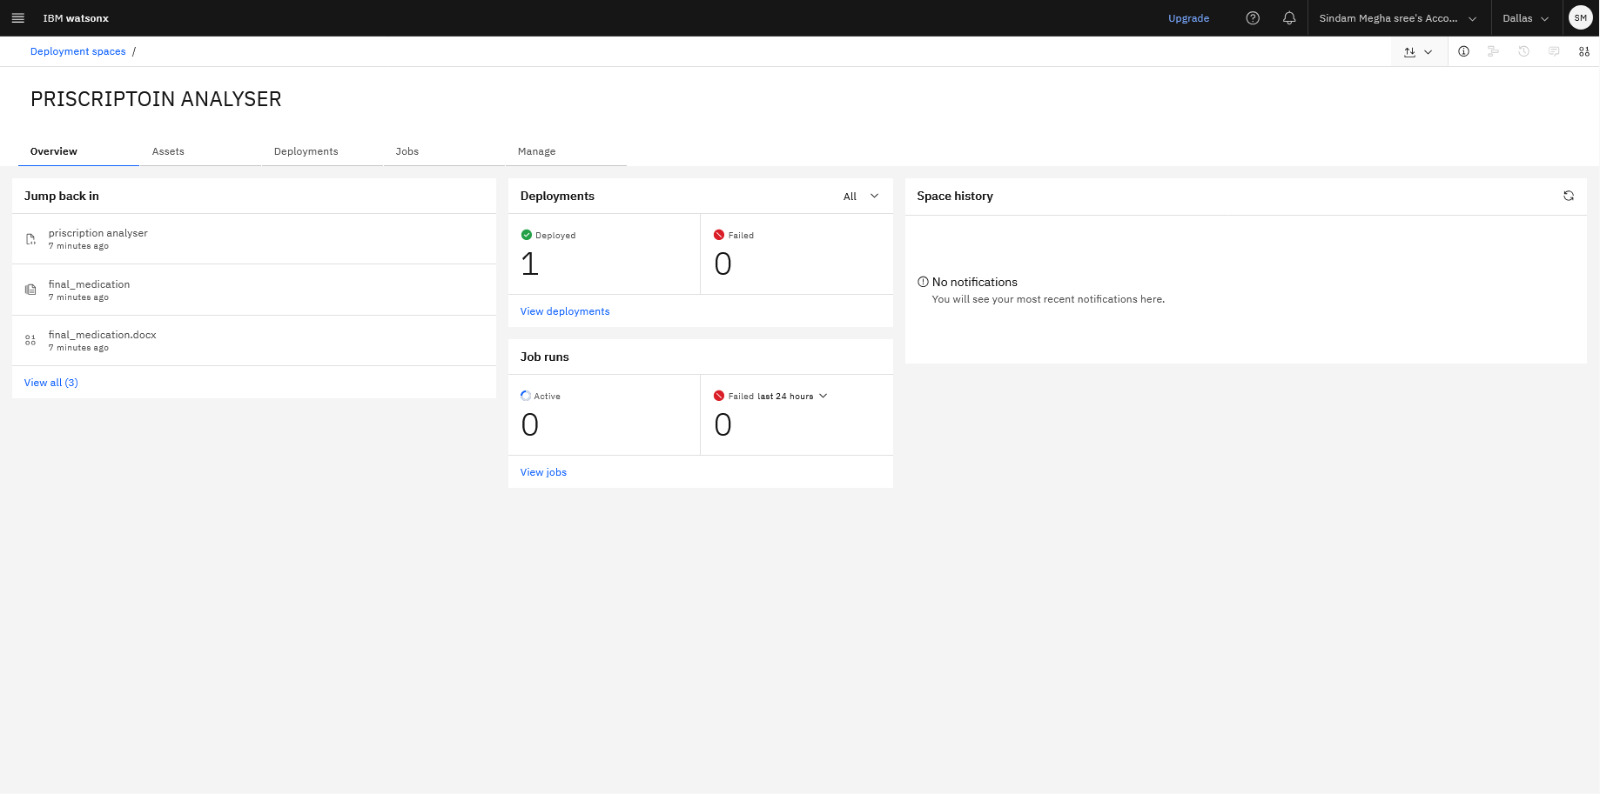 IBM watsonx
Upgrade
Sindam Megha sree's Acco...
Dallas
SM
Deployment spaces /
PRISCRIPTOIN ANALYSER
Overview
Assets
Deployments
Jobs
Manage
Jump back in
priscription analyser
7 minutes ago
final_medication
7 minutes ago
final_medication.docx
7 minutes ago
View all (3)
Deployments
All
Deployed
1
Failed
0
View deployments
Job runs
Active
0
Failed last 24 hours
0
View jobs
Space history
No notifications
You will see your most recent notifications here.